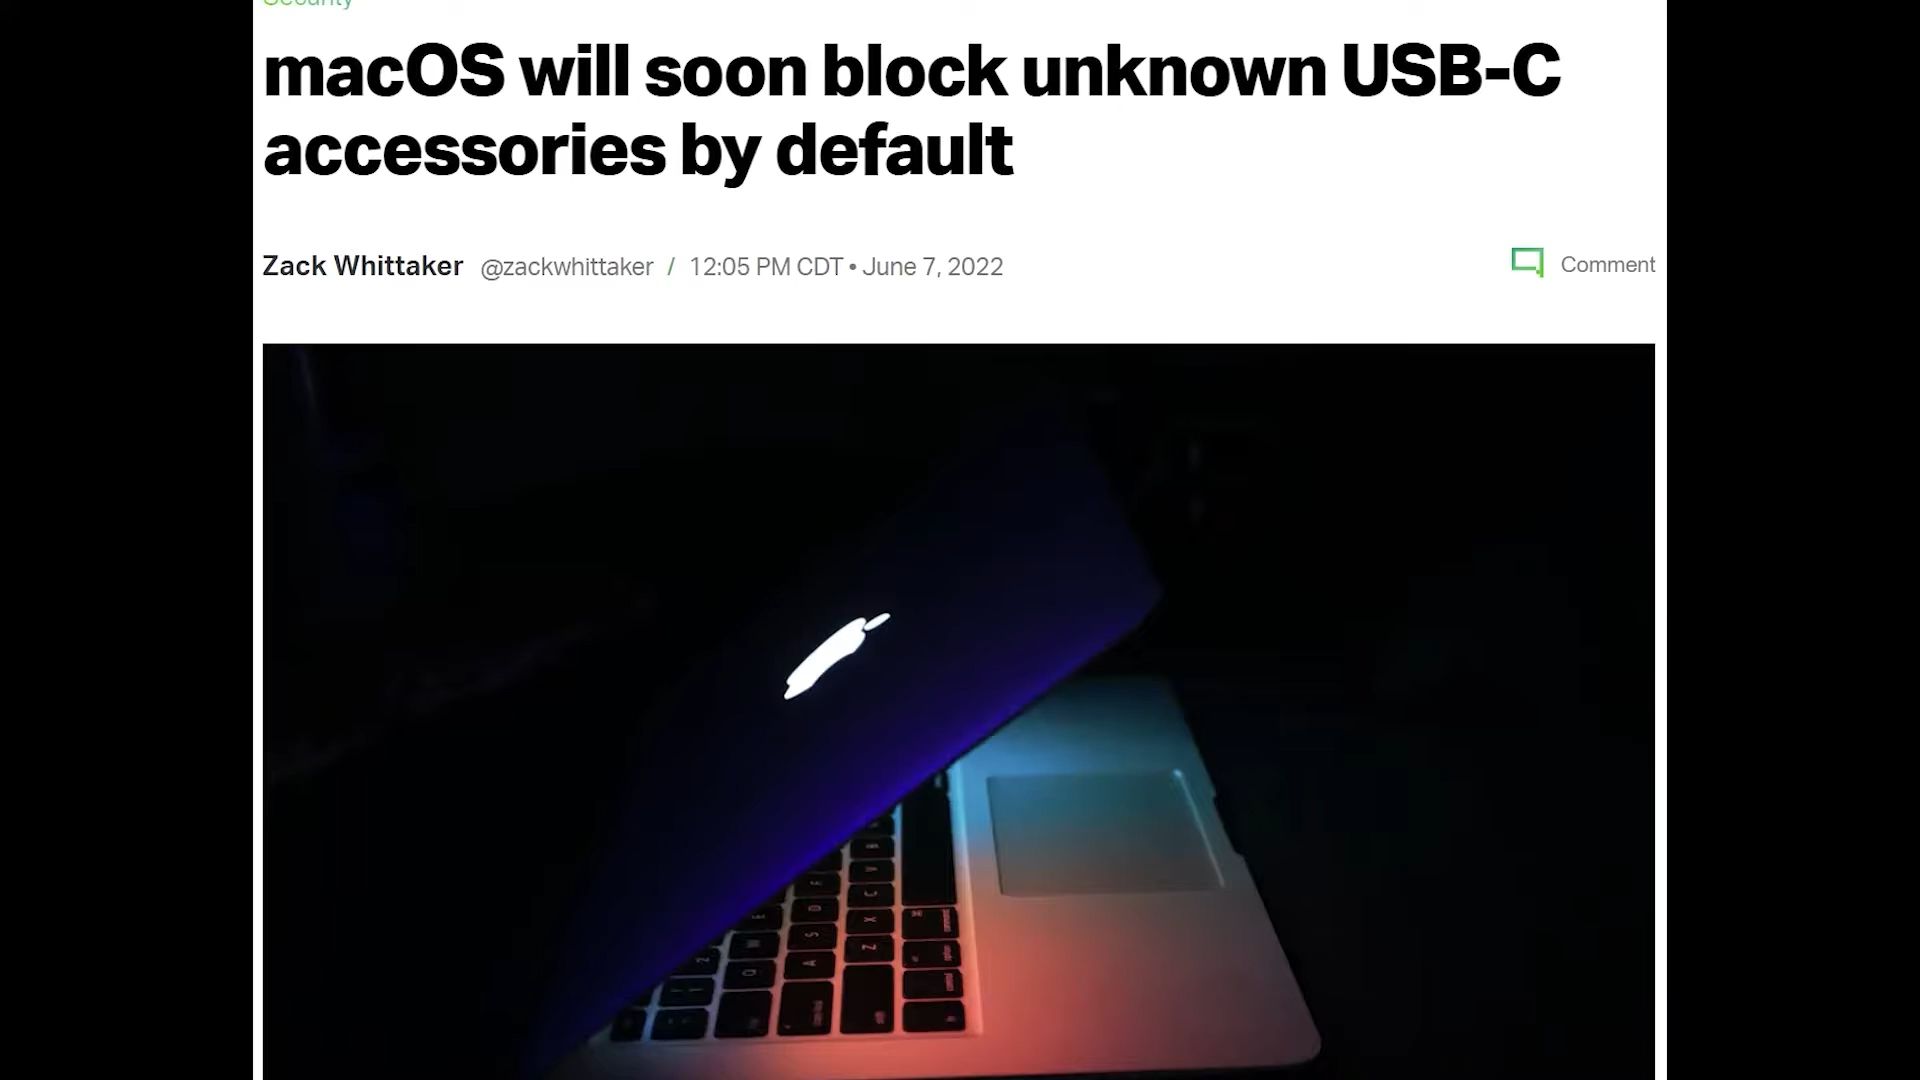 Security
macOS will soon block unknown USB-C
accessories by default
Zack Whittaker @zackwhittaker / 12:05 PM CDT • June 7, 2022
Comment